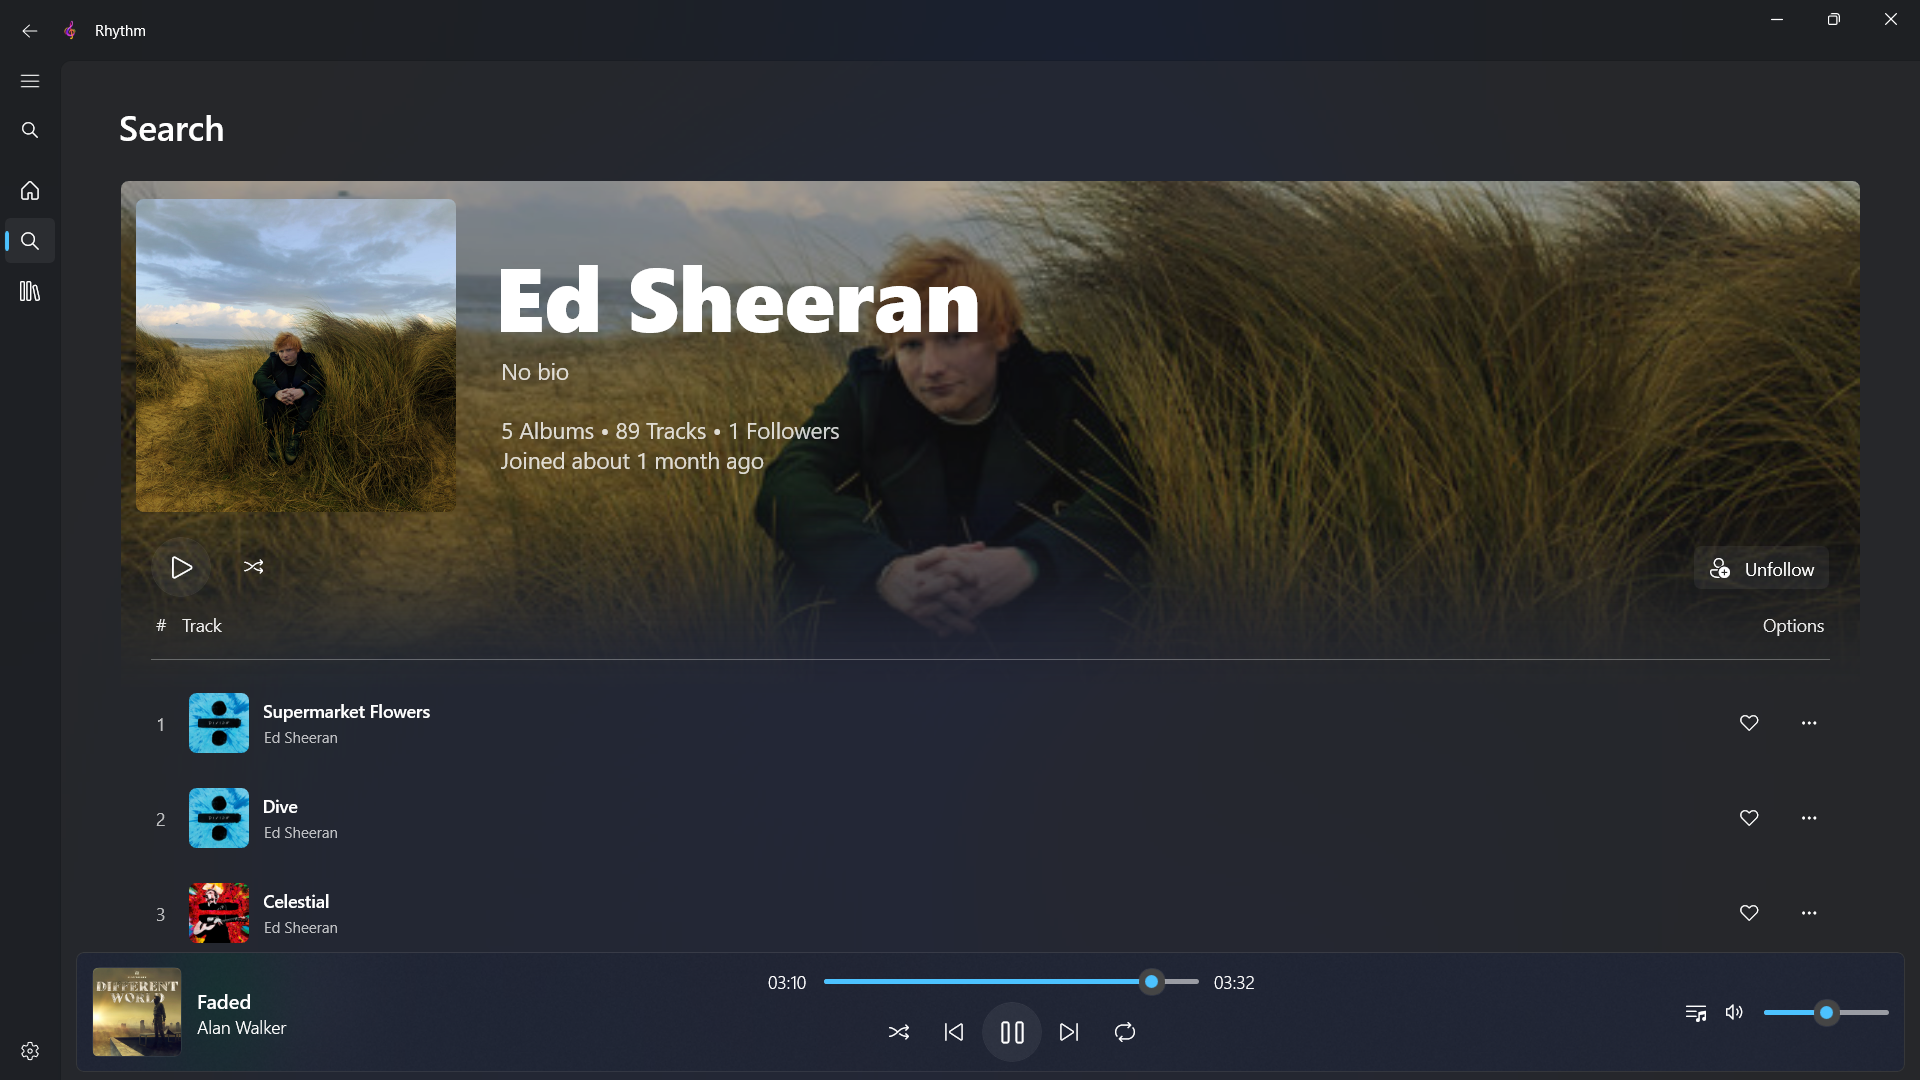 Rhythm
Search
Ed Sheeran
No bio
5 Albums • 89 Tracks • 1 Followers
Joined about 1 month ago
Unfollow
# Track
Options
1
Supermarket Flowers
Ed Sheeran
2
Dive
Ed Sheeran
3
Celestial
Ed Sheeran
DIFFERENT
WORLD
Faded
Alan Walker
03:10
03:32